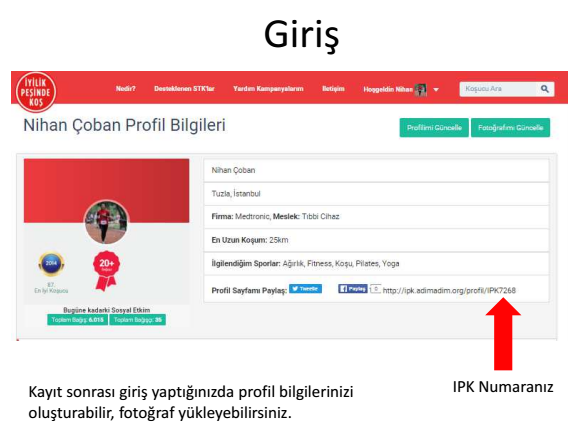 Giriş
İYİLİK
PEŞİNDE
KOŞ
Nedir? Desteklenen STK'lar Yardım Kampanyalarım İletişim Hoşgeldin Nihan Koşucu Ara
Nihan Çoban Profil Bilgileri
Profilimi Güncelle Fotoğrafımı Güncelle
Nihan Çoban
Tuzla, İstanbul
Firma: Medtronic, Meslek: Tıbbi Cihaz
En Uzun Koşum: 25km
İlgilendiğim Sporlar: Ağırlık, Fitness, Koşu, Pilates, Yoga
Profil Sayfamı Paylaş: Tweetle Paylaş http://ipk.adimadim.org/profil/IPK7268
2014
20+
87.
En İyi Koşucu
Bugüne kadarki Sosyal Etkim
Toplam Bağış: 6.015 Toplam Bağışçı: 35
Kayıt sonrası giriş yaptığınızda profil bilgilerinizi
oluşturabilir, fotoğraf yükleyebilirsiniz.
IPK Numaranız